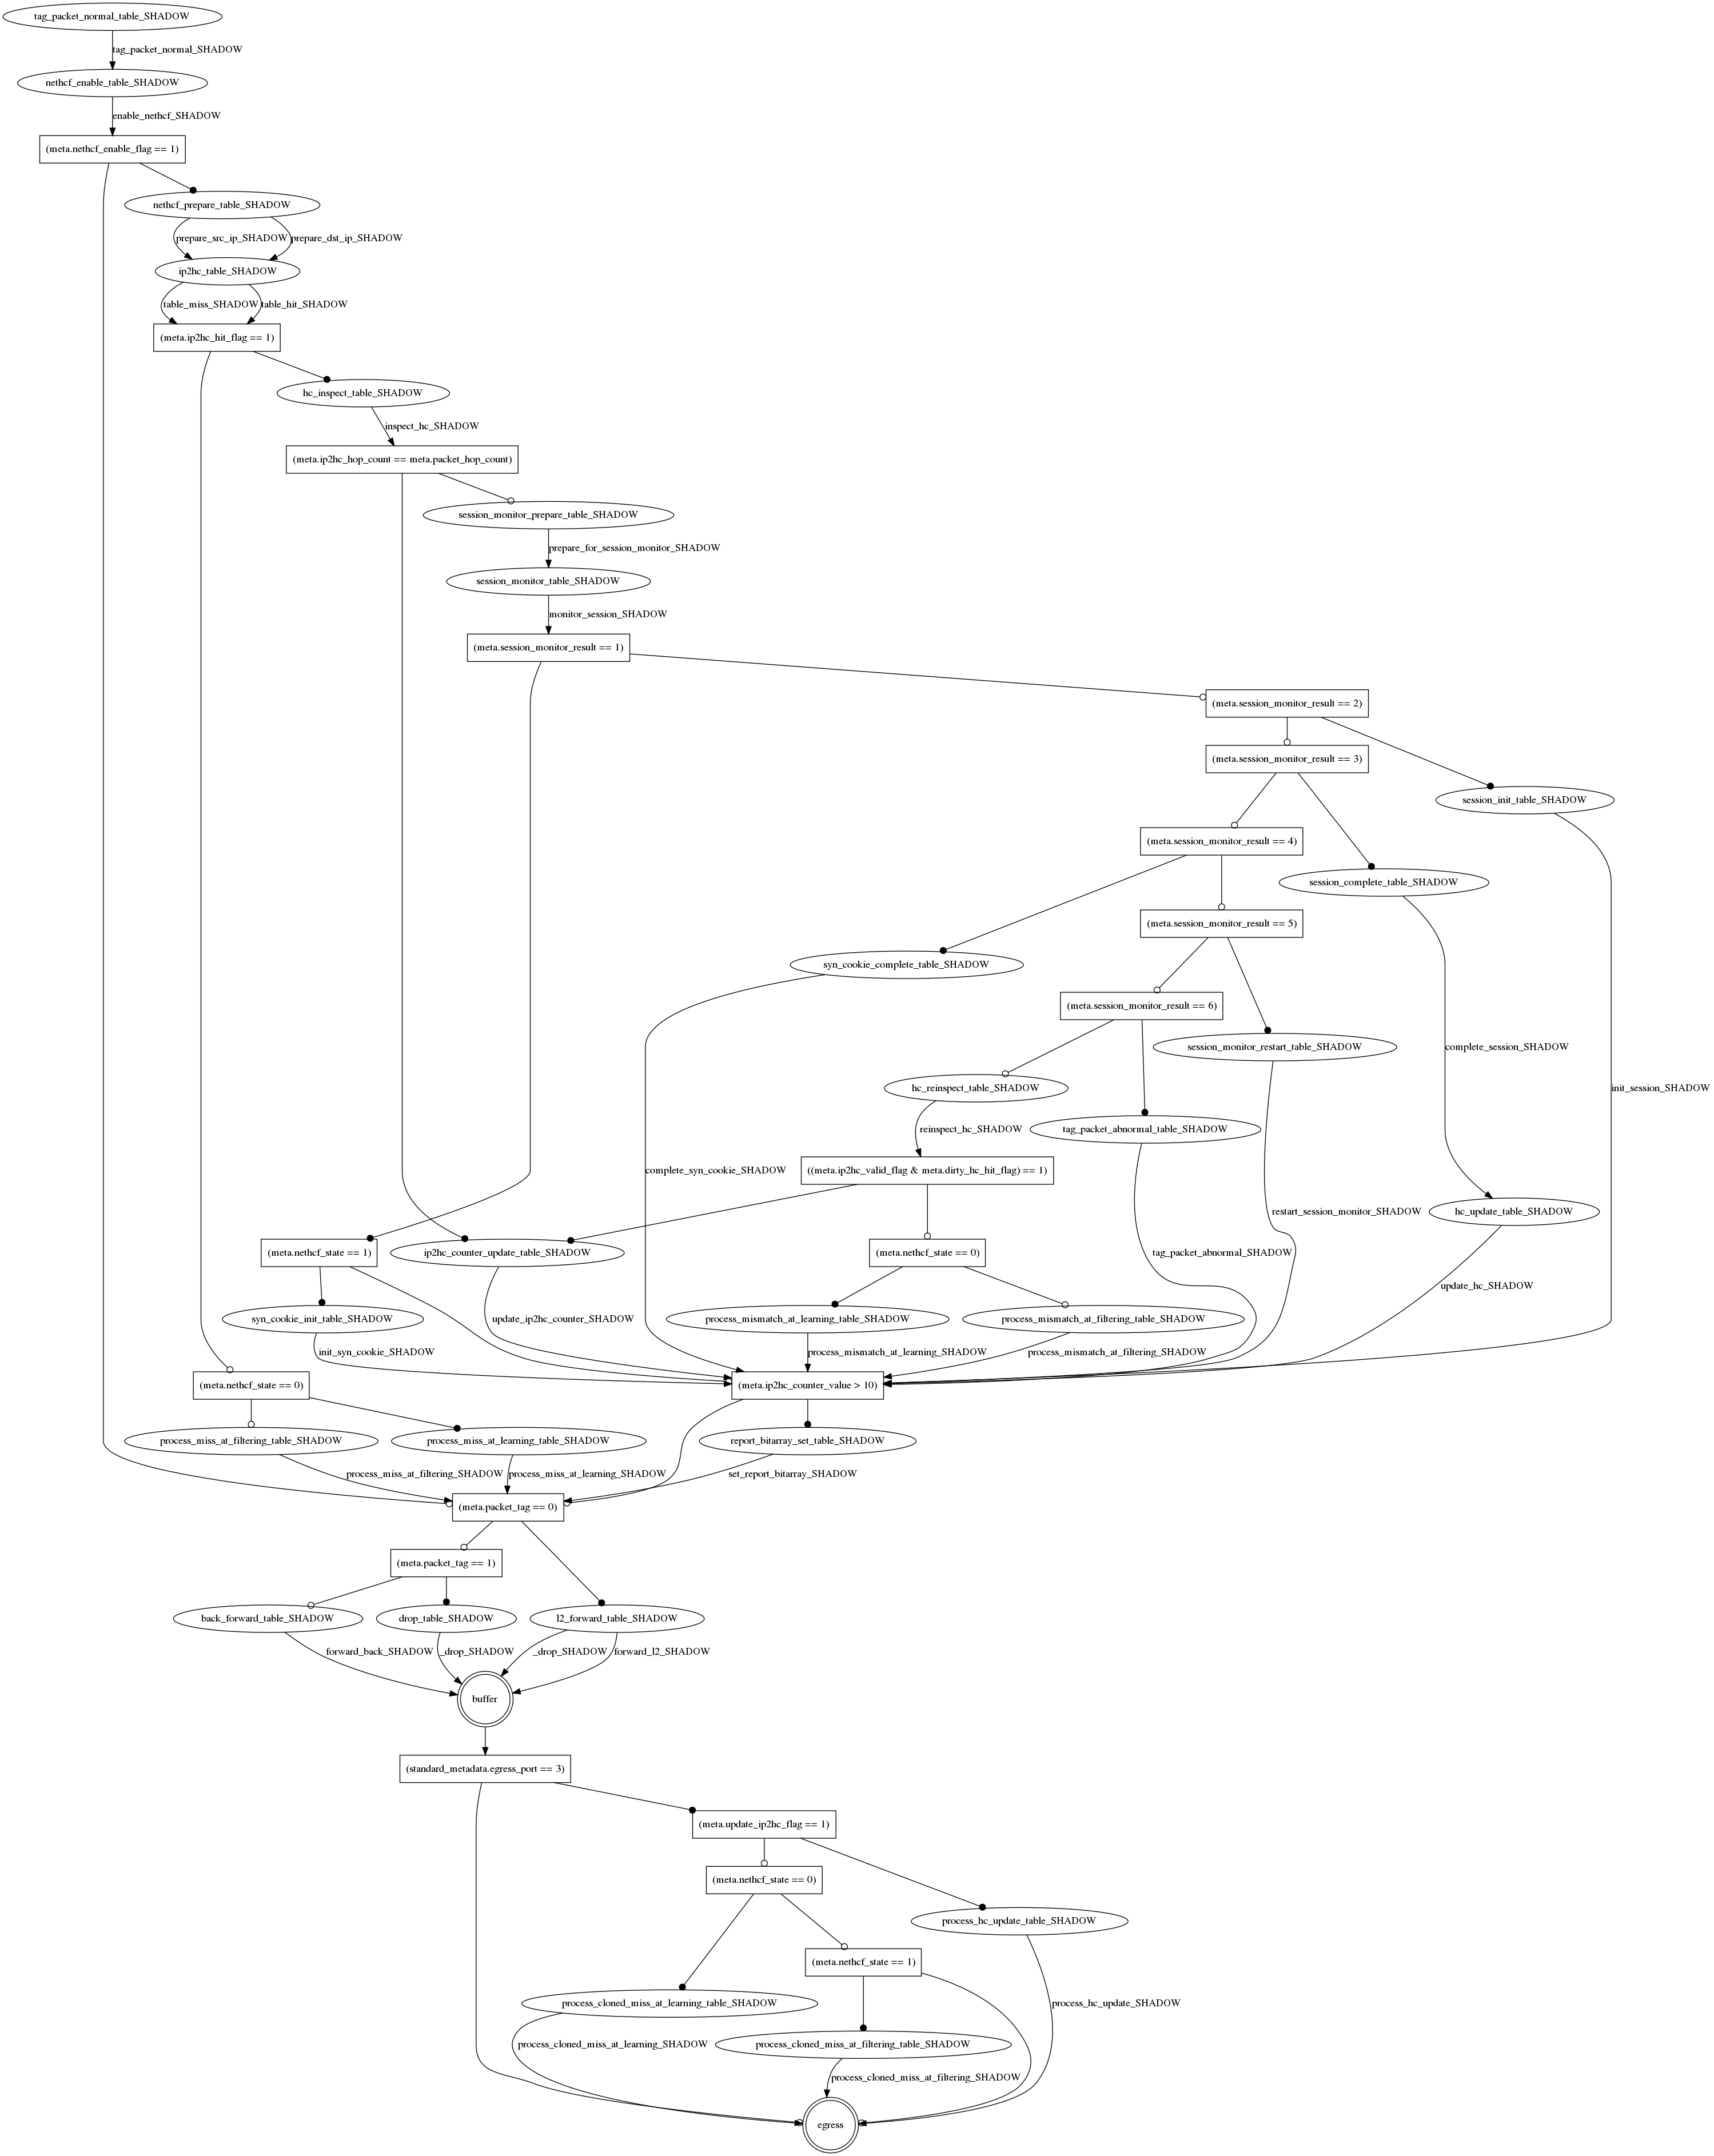 tag_packet_normal_table_SHADOW
tag_packet_normal_SHADOW
nethcf_enable_table_SHADOW
enable_nethcf_SHADOW
(meta.nethcf_enable_flag == 1)
nethcf_prepare_table_SHADOW
prepare_src_ip_SHADOW
prepare_dst_ip_SHADOW
ip2hc_table_SHADOW
table_miss_SHADOW
table_hit_SHADOW
(meta.ip2hc_hit_flag == 1)
hc_inspect_table_SHADOW
inspect_hc_SHADOW
(meta.ip2hc_hop_count == meta.packet_hop_count)
session_monitor_prepare_table_SHADOW
prepare_for_session_monitor_SHADOW
session_monitor_table_SHADOW
monitor_session_SHADOW
(meta.session_monitor_result == 1)
(meta.session_monitor_result == 2)
(meta.session_monitor_result == 3)
session_init_table_SHADOW
(meta.session_monitor_result == 4)
session_complete_table_SHADOW
(meta.session_monitor_result == 5)
syn_cookie_complete_table_SHADOW
(meta.session_monitor_result == 6)
session_monitor_restart_table_SHADOW
complete_session_SHADOW
hc_reinspect_table_SHADOW
init_session_SHADOW
reinspect_hc_SHADOW
tag_packet_abnormal_table_SHADOW
complete_syn_cookie_SHADOW
((meta.ip2hc_valid_flag & meta.dirty_hc_hit_flag) == 1)
restart_session_monitor_SHADOW
hc_update_table_SHADOW
(meta.nethcf_state == 1)
ip2hc_counter_update_table_SHADOW
(meta.nethcf_state == 0)
tag_packet_abnormal_SHADOW
update_hc_SHADOW
syn_cookie_init_table_SHADOW
update_ip2hc_counter_SHADOW
process_mismatch_at_learning_table_SHADOW
process_mismatch_at_filtering_table_SHADOW
init_syn_cookie_SHADOW
process_mismatch_at_learning_SHADOW
process_mismatch_at_filtering_SHADOW
(meta.nethcf_state == 0)
(meta.ip2hc_counter_value > 10)
process_miss_at_filtering_table_SHADOW
process_miss_at_learning_table_SHADOW
report_bitarray_set_table_SHADOW
process_miss_at_filtering_SHADOW
process_miss_at_learning_SHADOW
set_report_bitarray_SHADOW
(meta.packet_tag == 0)
(meta.packet_tag == 1)
back_forward_table_SHADOW
drop_table_SHADOW
l2_forward_table_SHADOW
forward_back_SHADOW
_drop_SHADOW
_drop_SHADOW
forward_l2_SHADOW
buffer
(standard_metadata.egress_port == 3)
(meta.update_ip2hc_flag == 1)
(meta.nethcf_state == 0)
process_hc_update_table_SHADOW
(meta.nethcf_state == 1)
process_cloned_miss_at_learning_table_SHADOW
process_hc_update_SHADOW
process_cloned_miss_at_learning_SHADOW
process_cloned_miss_at_filtering_table_SHADOW
process_cloned_miss_at_filtering_SHADOW
egress